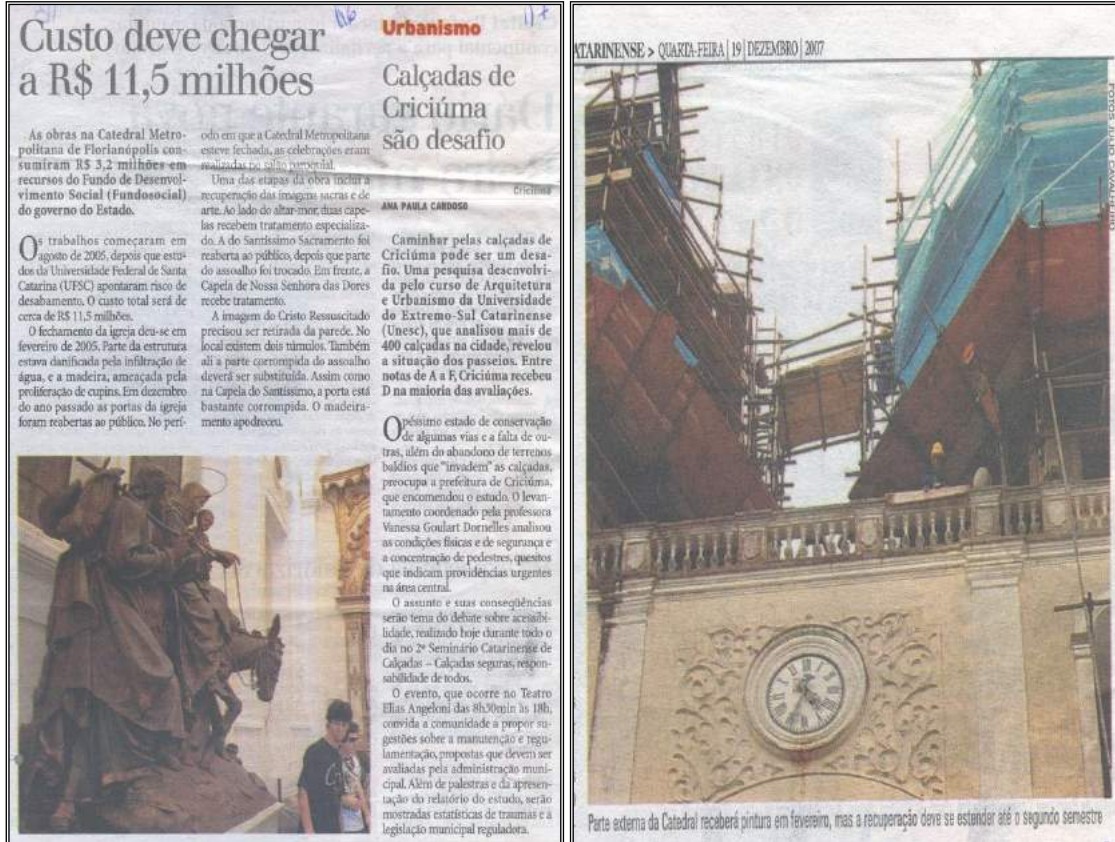 Custo deve chegar
a R$ 11,5 milhões
As obras na Catedral Metro-
politana de Florianópolis con-
sumiram R$ 3,2 milhões em
recursos do Fundo de Desenvol-
vimento Social (Fundosocial)
do governo do Estado.
Os trabalhos começaram em
agosto de 2005, depois que estu-
dos da Universidade Federal de Santa
Catarina (UFSC) apontaram risco de
desabamento. O custo total será de
cerca de R$ 11,5 milhões.
O fechamento da igreja deu-se em
fevereiro de 2005. Parte da estrutura
estava danificada pela infiltração de
água, e a madeira, ameaçada pela
proliferação de cupins. Em dezembro
do ano passado as portas da igreja
foram reabertas ao público. No perí-
odo em que a Catedral Metropolitana
esteve fechada, as celebrações eram
realizadas no salão paroquial.
Uma das etapas da obra inclui a
recuperação das imagens sacras e de
arte. Ao lado do altar-mor, duas cape-
las recebem tratamento especializa-
do. A do Santíssimo Sacramento foi
reaberta ao público, depois que parte
do assoalho foi trocado. Em frente, a
Capela de Nossa Senhora das Dores
recebe tratamento.
A imagem do Cristo Ressuscitado
precisou ser retirada da parede. No
local existem dois túmulos. Também
ali a parte corrompida do assoalho
deverá ser substituída. Assim como
na Capela do Santíssimo, a porta está
bastante corrompida. O madeira-
mento apodreceu.
Urbanismo
Calçadas de
Criciúma
são desafio
Criciúma
ANA PAULA CARDOSO
Caminhar pelas calçadas de
Criciúma pode ser um desa-
fio. Uma pesquisa desenvolvi-
da pelo curso de Arquitetura
e Urbanismo da Universidade
do Extremo-Sul Catarinense
(Unesc), que analisou mais de
400 calçadas na cidade, revelou
a situação dos passeios. Entre
notas de A a F, Criciúma recebeu
D na maioria das avaliações.
O péssimo estado de conservação
de algumas vias e a falta de ou-
tras, além do abandono de terrenos
baldios que "invadem" as calçadas,
preocupa a prefeitura de Criciúma,
que encomendou o estudo. O levan-
tamento coordenado pela professora
Vanessa Goulart Dornelles analisou
as condições físicas e de segurança e
a concentração de pedestres, quesitos
que indicam providências urgentes
na área central.
O assunto e suas conseqüências
serão tema do debate sobre acessibi-
lidade, realizado hoje durante todo o
dia no 2º Seminário Catarinense de
Calçadas – Calçadas seguras, respon-
sabilidade de todos.
O evento, que ocorre no Teatro
Elias Angeloni das 8h30min às 18h,
convida a comunidade a propor su-
gestões sobre a manutenção e regu-
lamentação, propostas que devem ser
avaliadas pela administração muni-
cipal. Além de palestras e da apresen-
tação do relatório do estudo, serão
mostradas estatísticas de traumas e a
legislação municipal reguladora.
ATARINENSE > QUARTA-FEIRA | 19 | DEZEMBRO | 2007
Parte externa da Catedral receberá pintura em fevereiro, mas a recuperação deve se estender até o segundo semestre